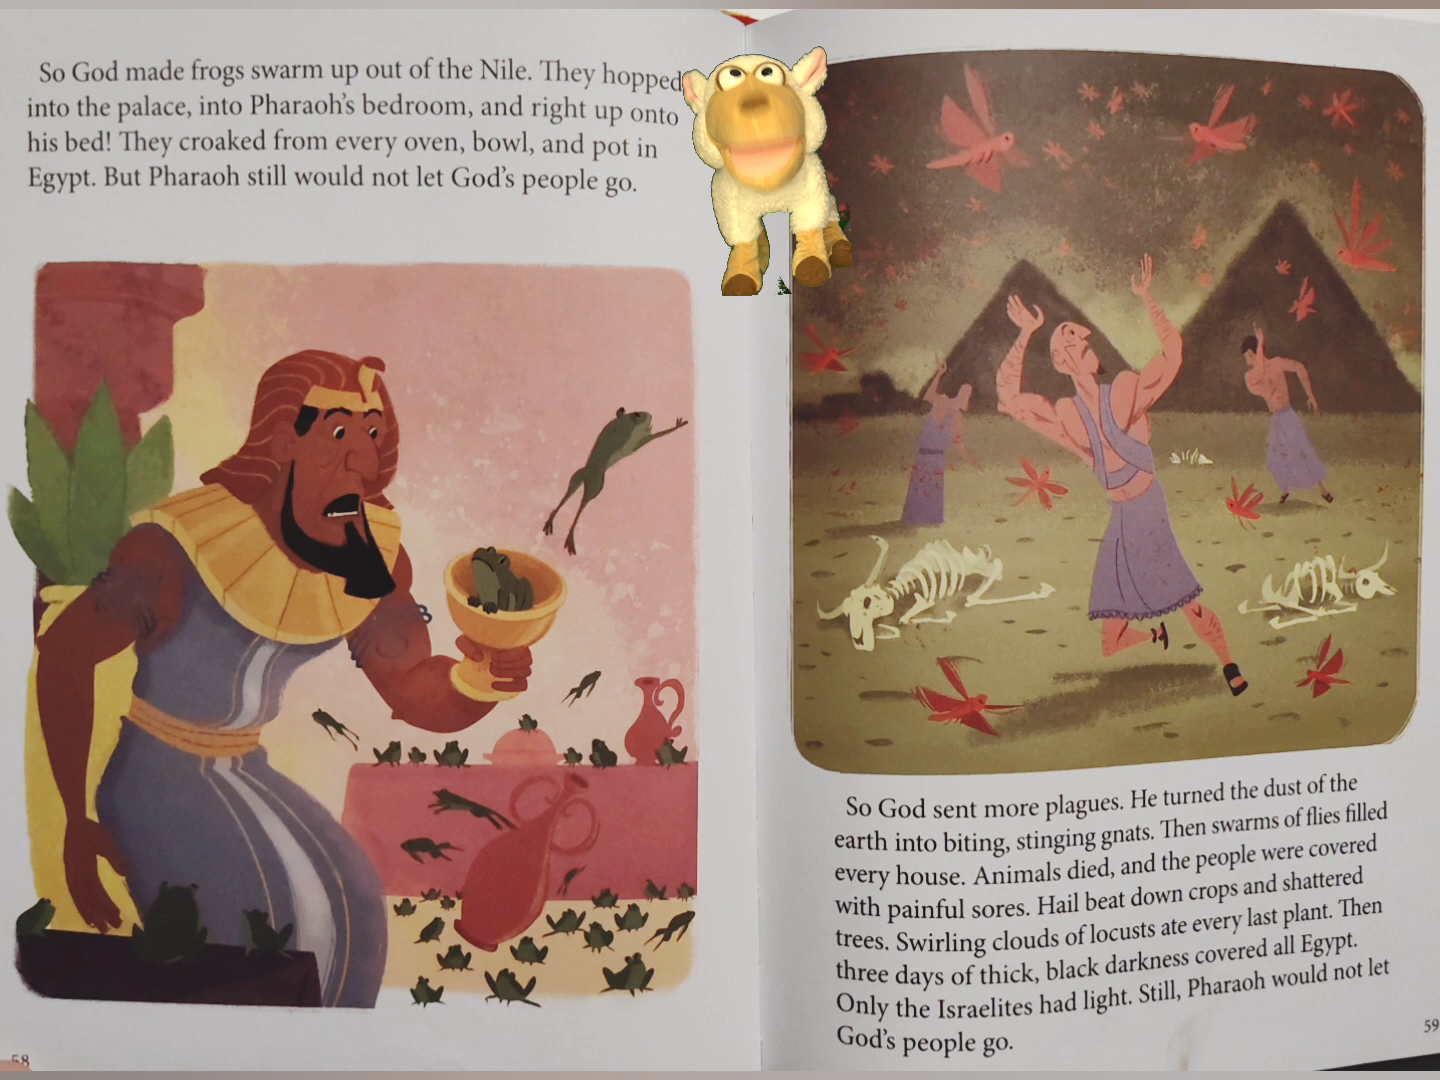 So God made frogs swarm up out of the Nile. They hopped
into the palace, into Pharaoh's bedroom, and right up onto
his bed! They croaked from every oven, bowl, and pot in
Egypt. But Pharaoh still would not let God's people go.
58
So God sent more plagues. He turned the dust of the
earth into biting, stinging gnats. Then swarms of flies filled
every house. Animals died, and the people were covered
with painful sores. Hail beat down crops and shattered
trees. Swirling clouds of locusts ate every last plant. Then
three days of thick, black darkness covered all Egypt.
Only the Israelites had light. Still, Pharaoh would not let
God's people go.
59